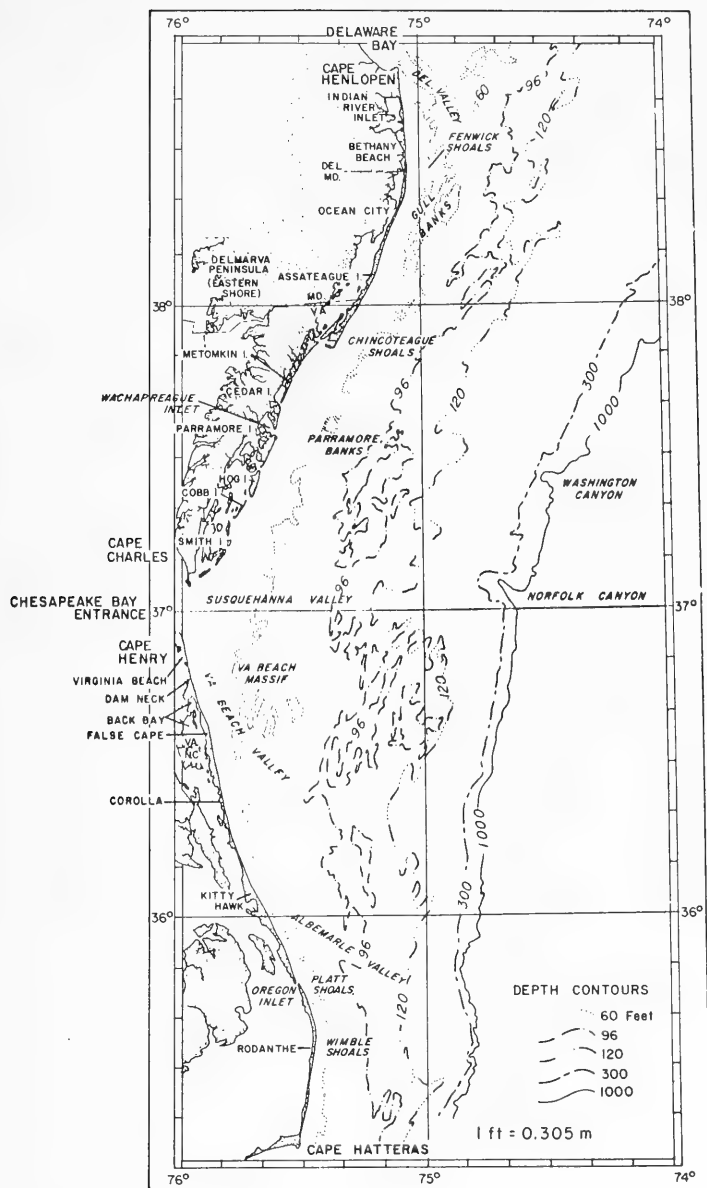 76°
75°
74°
DELAWARE
BAY
CAPE
HENLOPEN
DEL VALLEY
60
96
120
INDIAN
RIVER
INLET
FENWICK
SHOALS
BETHANY
BEACH
DEL
MD.
OCEAN CITY
GULL
BANKS
DELMARVA
PENINSULA
(EASTERN
SHORE)
ASSATEAGUE I.
38°
MD.
VA
38°
CHINCOTEAGUE
SHOALS
METOMKIN I.
300
CEDAR I.
96
120
1000
WACHAPREAGUE
INLET
PARRAMORE I.
PARRAMORE
BANKS
HOG I.
WASHINGTON
CANYON
COBB I.
SMITH I.
CAPE
CHARLES
96
SUSQUEHANNA VALLEY
NORFOLK CANYON
CHESAPEAKE BAY
ENTRANCE
37°
37°
CAPE
HENRY
VIRGINIA BEACH
VA BEACH
MASSIF
120
DAM NECK
VA BEACH VALLEY
BACK BAY
96
FALSE CAPE
VA.
N.C.
COROLLA
1000
KITTY
HAWK
300
36°
36°
ALBEMARLE VALLEY
96
OREGON
INLET
PLATT
SHOALS
120
DEPTH CONTOURS
60 Feet
96
120
300
1000
RODANTHE
WIMBLE
SHOALS
1 ft = 0.305 m
CAPE HATTERAS
76°
75°
74°